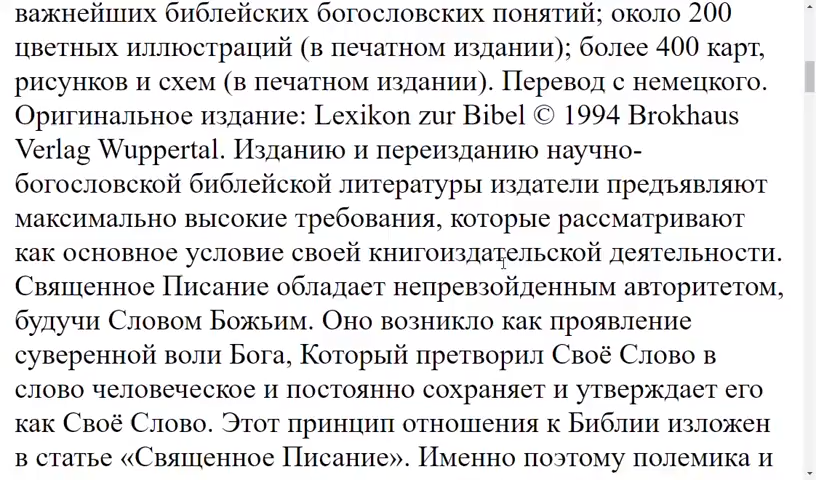 важнейших библейских богословских понятий; около 200
цветных иллюстраций (в печатном издании); более 400 карт,
рисунков и схем (в печатном издании). Перевод с немецкого.
Оригинальное издание: Lexikon zur Bibel © 1994 Brokhaus
Verlag Wuppertal. Изданию и переизданию научно-
богословской библейской литературы издатели предъявляют
максимально высокие требования, которые рассматривают
как основное условие своей книгоиздательской деятельности.
Священное Писание обладает непревзойденным авторитетом,
будучи Словом Божьим. Оно возникло как проявление
суверенной воли Бога, Который претворил Своё Слово в
слово человеческое и постоянно сохраняет и утверждает его
как Своё Слово. Этот принцип отношения к Библии изложен
в статье «Священное Писание». Именно поэтому полемика и